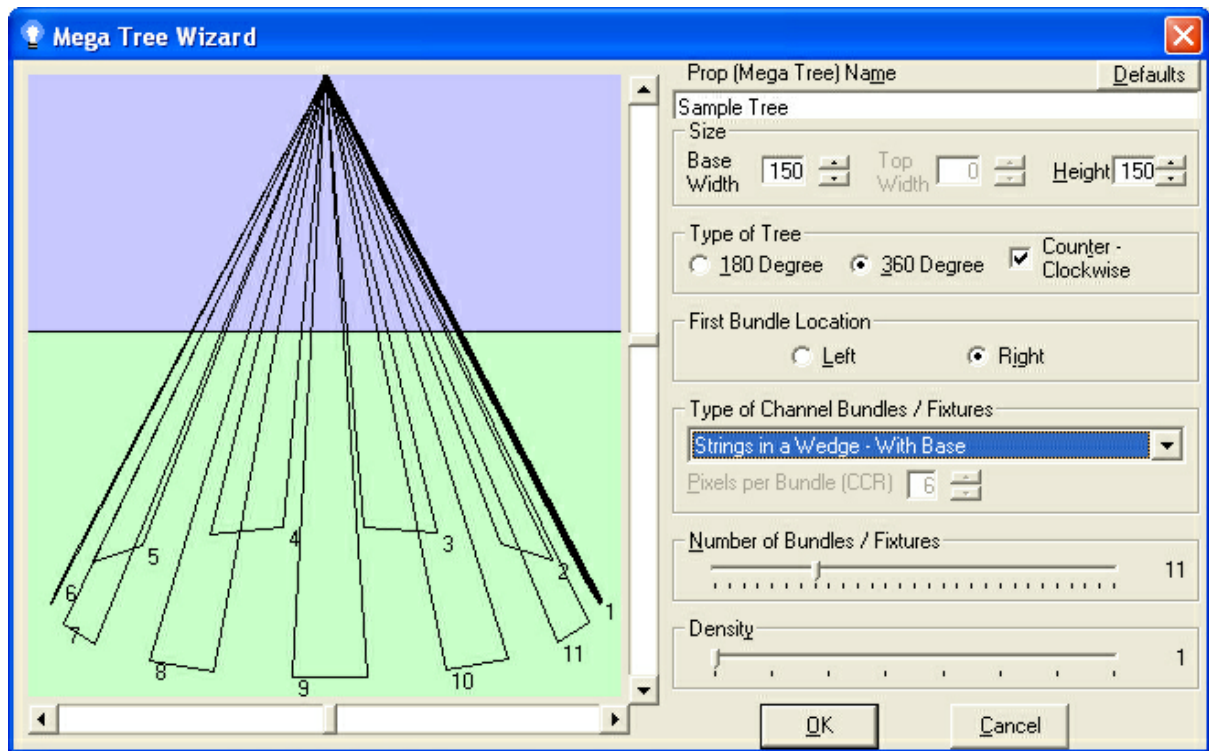 Mega Tree Wizard
Prop (Mega Tree) Name
Defaults
Sample Tree
Size
Base Width 150 Top Width 0 Height 150
Type of Tree
180 Degree 360 Degree Counter - Clockwise
First Bundle Location
Left Right
Type of Channel Bundles / Fixtures
Strings in a Wedge - With Base
Pixels per Bundle (CCR) 6
Number of Bundles / Fixtures
11
Density
1
OK Cancel
4 3
5 2
6 1
7 11
8 10
9